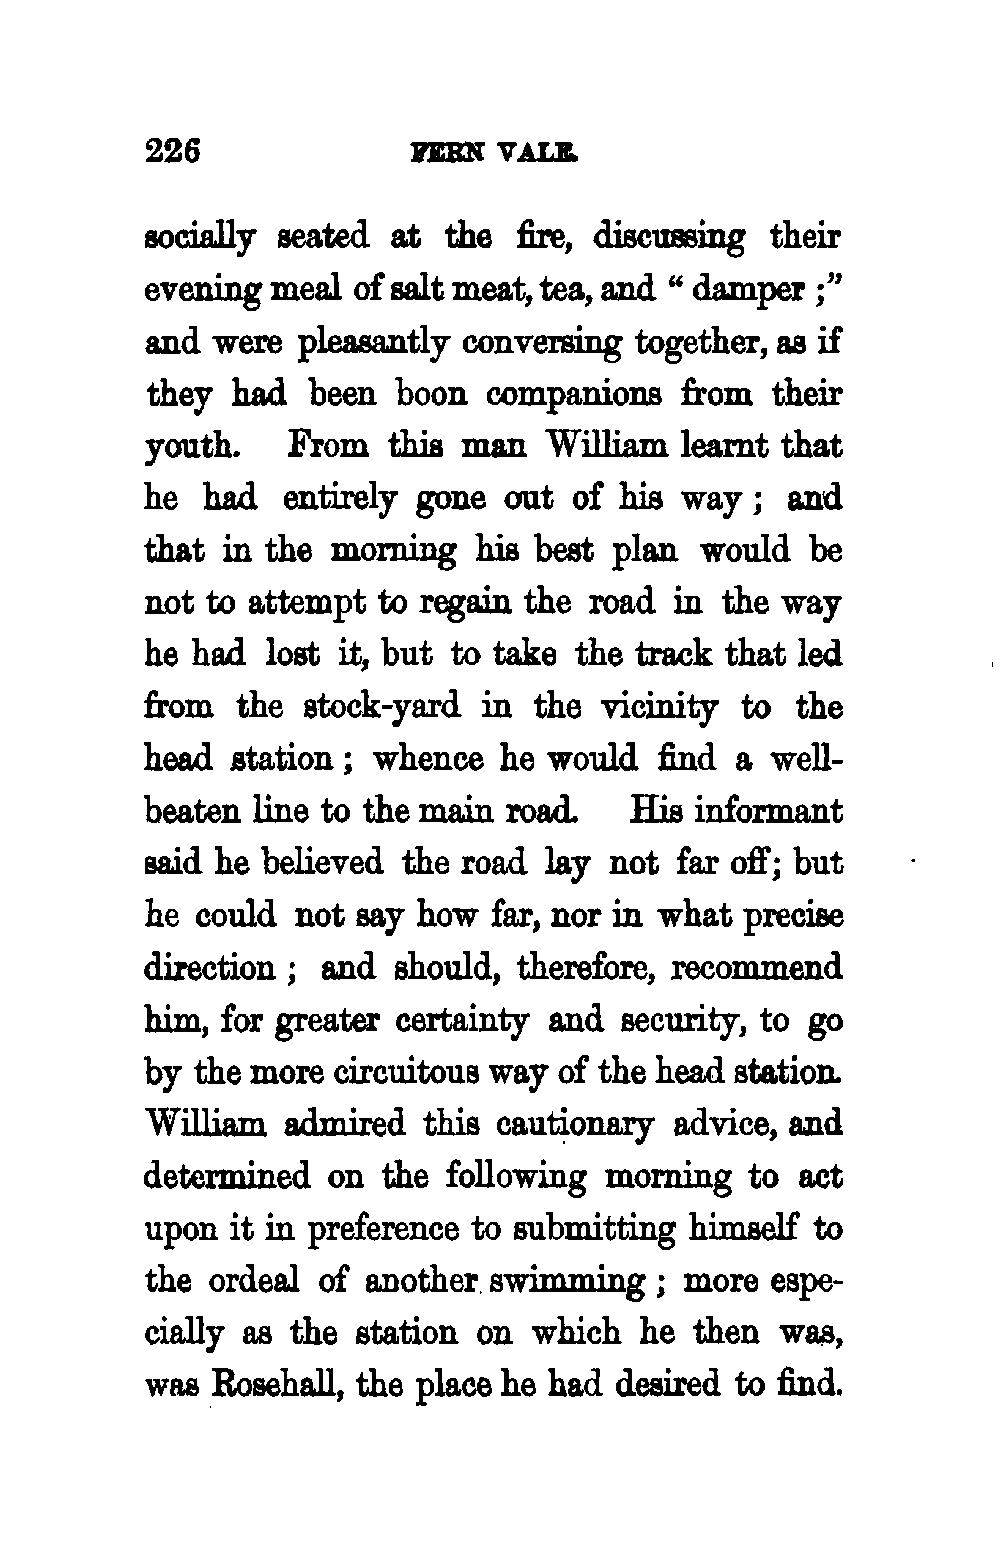 226 FERN VALE.
socially seated at the fire, discussing their
evening meal of salt meat, tea, and “ damper ;”
and were pleasantly conversing together, as if
they had been boon companions from their
youth. From this man William learnt that
he had entirely gone out of his way ; and
that in the morning his best plan would be
not to attempt to regain the road in the way
he had lost it, but to take the track that led
from the stock-yard in the vicinity to the
head station ; whence he would find a well-
beaten line to the main road. His informant
said he believed the road lay not far off; but
he could not say how far, nor in what precise
direction ; and should, therefore, recommend
him, for greater certainty and security, to go
by the more circuitous way of the head station.
William admired this cautionary advice, and
determined on the following morning to act
upon it in preference to submitting himself to
the ordeal of another swimming ; more espe-
cially as the station on which he then was,
was Rosehall, the place he had desired to find.